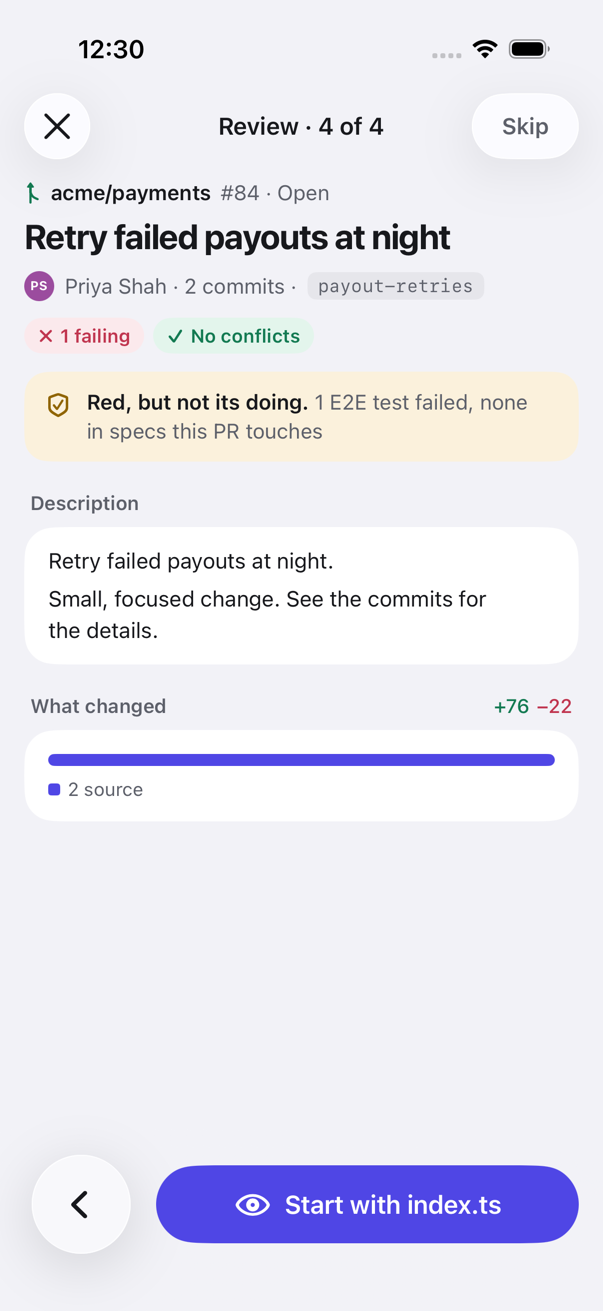 12:30
Review · 4 of 4
Skip
acme/payments #84 · Open
Retry failed payouts at night
PS Priya Shah · 2 commits · payout-retries
1 failing
No conflicts
Red, but not its doing. 1 E2E test failed, none
in specs this PR touches
Description
Retry failed payouts at night.
Small, focused change. See the commits for
the details.
What changed +76 −22
2 source
Start with index.ts